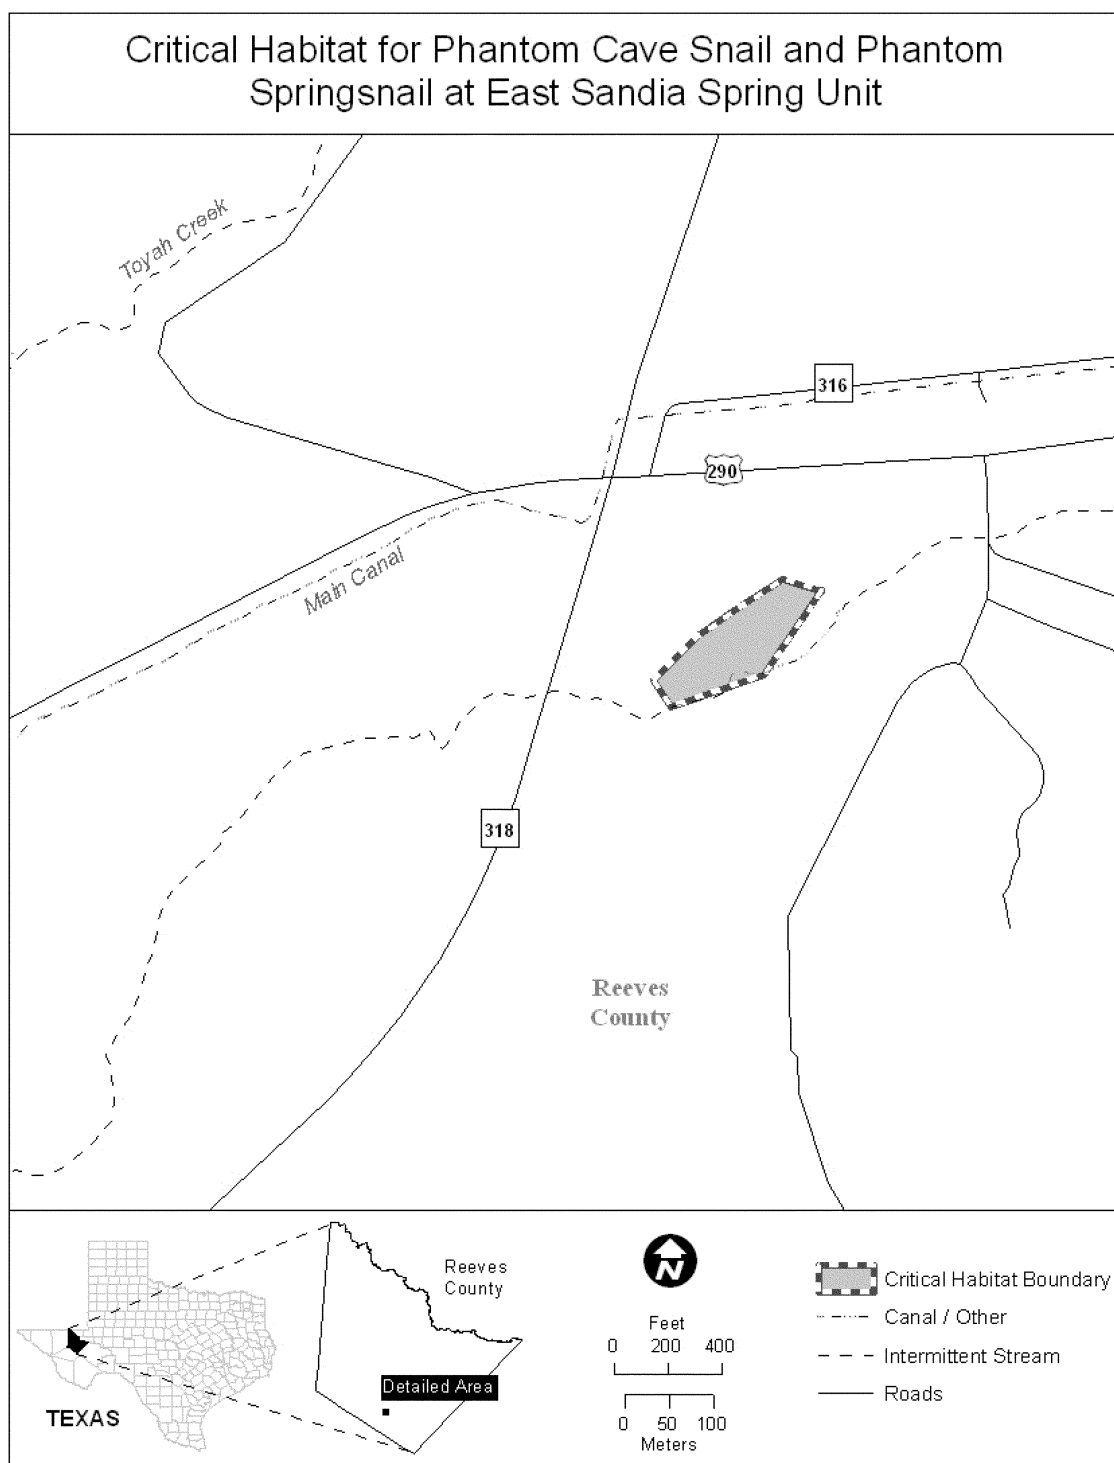 Critical Habitat for Phantom Cave Snail and Phantom
Springsnail at East Sandia Spring Unit
Toyah Creek
316
290
Main Canal
318
Reeves
County
TEXAS
Reeves
County
Detailed Area
N
Feet
0 200 400
0 50 100
Meters
Critical Habitat Boundary
Canal / Other
Intermittent Stream
Roads